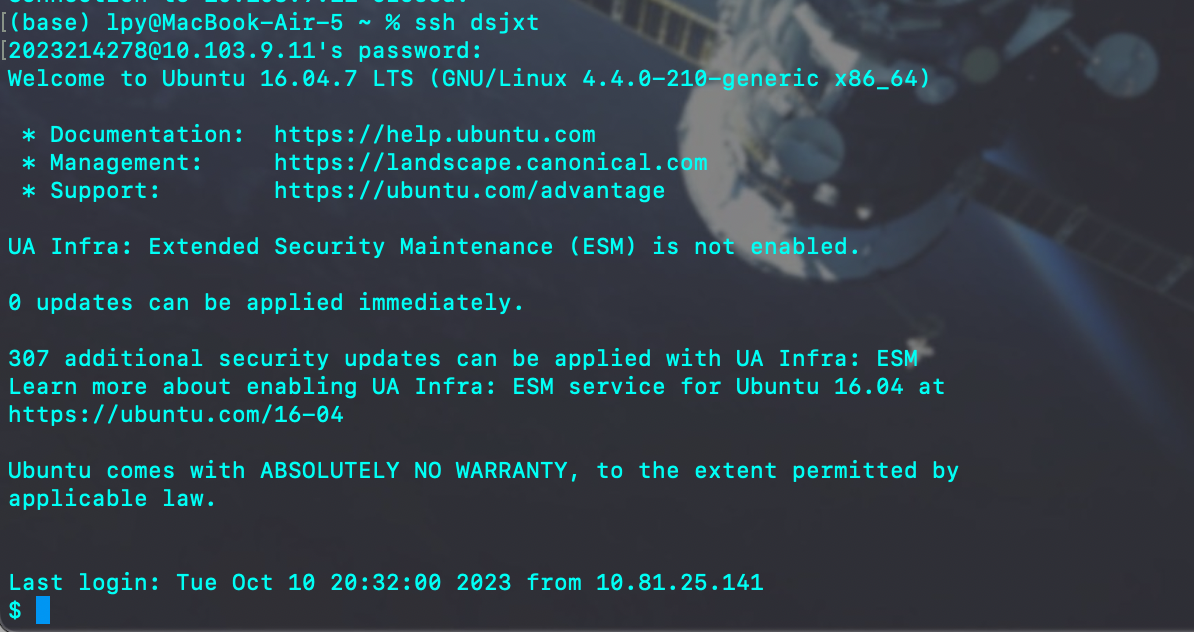 (base) lpy@MacBook-Air-5 ~ % ssh dsjxt
2023214278@10.103.9.11's password:
Welcome to Ubuntu 16.04.7 LTS (GNU/Linux 4.4.0-210-generic x86_64)
* Documentation:  https://help.ubuntu.com
* Management:     https://landscape.canonical.com
* Support:        https://ubuntu.com/advantage
UA Infra: Extended Security Maintenance (ESM) is not enabled.
0 updates can be applied immediately.
307 additional security updates can be applied with UA Infra: ESM
Learn more about enabling UA Infra: ESM service for Ubuntu 16.04 at
https://ubuntu.com/16-04
Ubuntu comes with ABSOLUTELY NO WARRANTY, to the extent permitted by
applicable law.
Last login: Tue Oct 10 20:32:00 2023 from 10.81.25.141
$